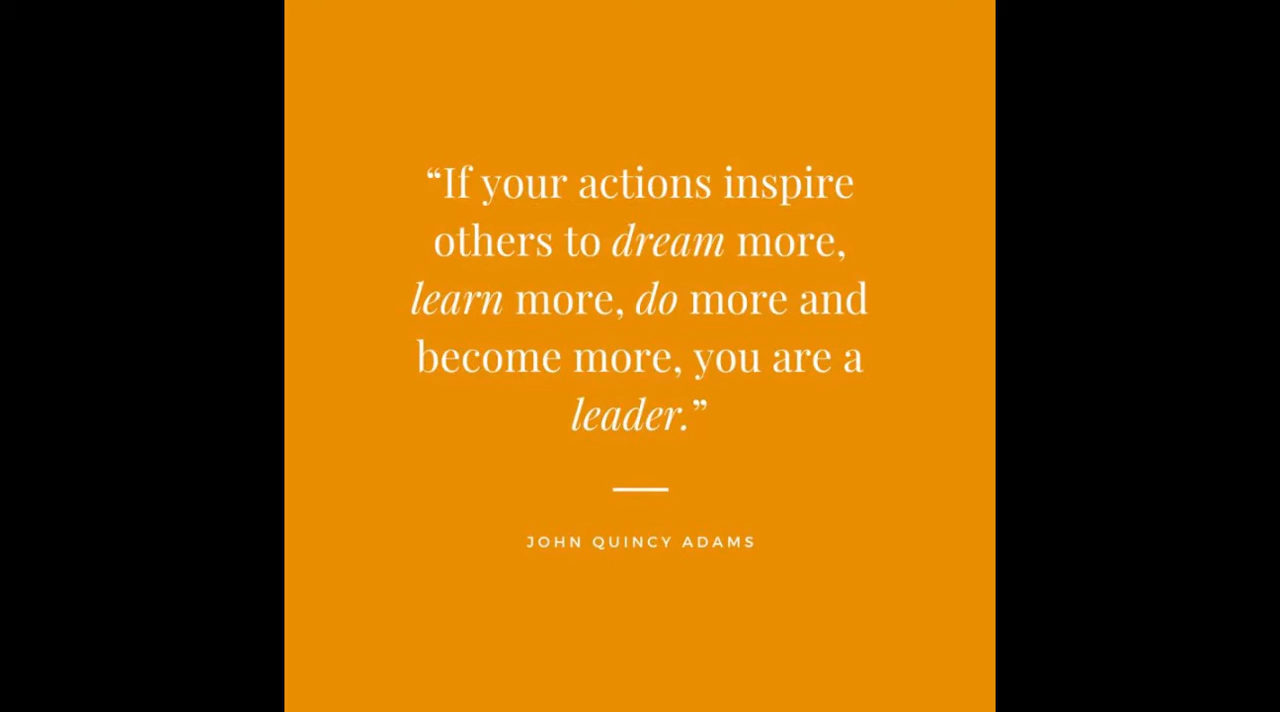 “If your actions inspire
others to dream more,
learn more, do more and
become more, you are a
leader.”
JOHN QUINCY ADAMS